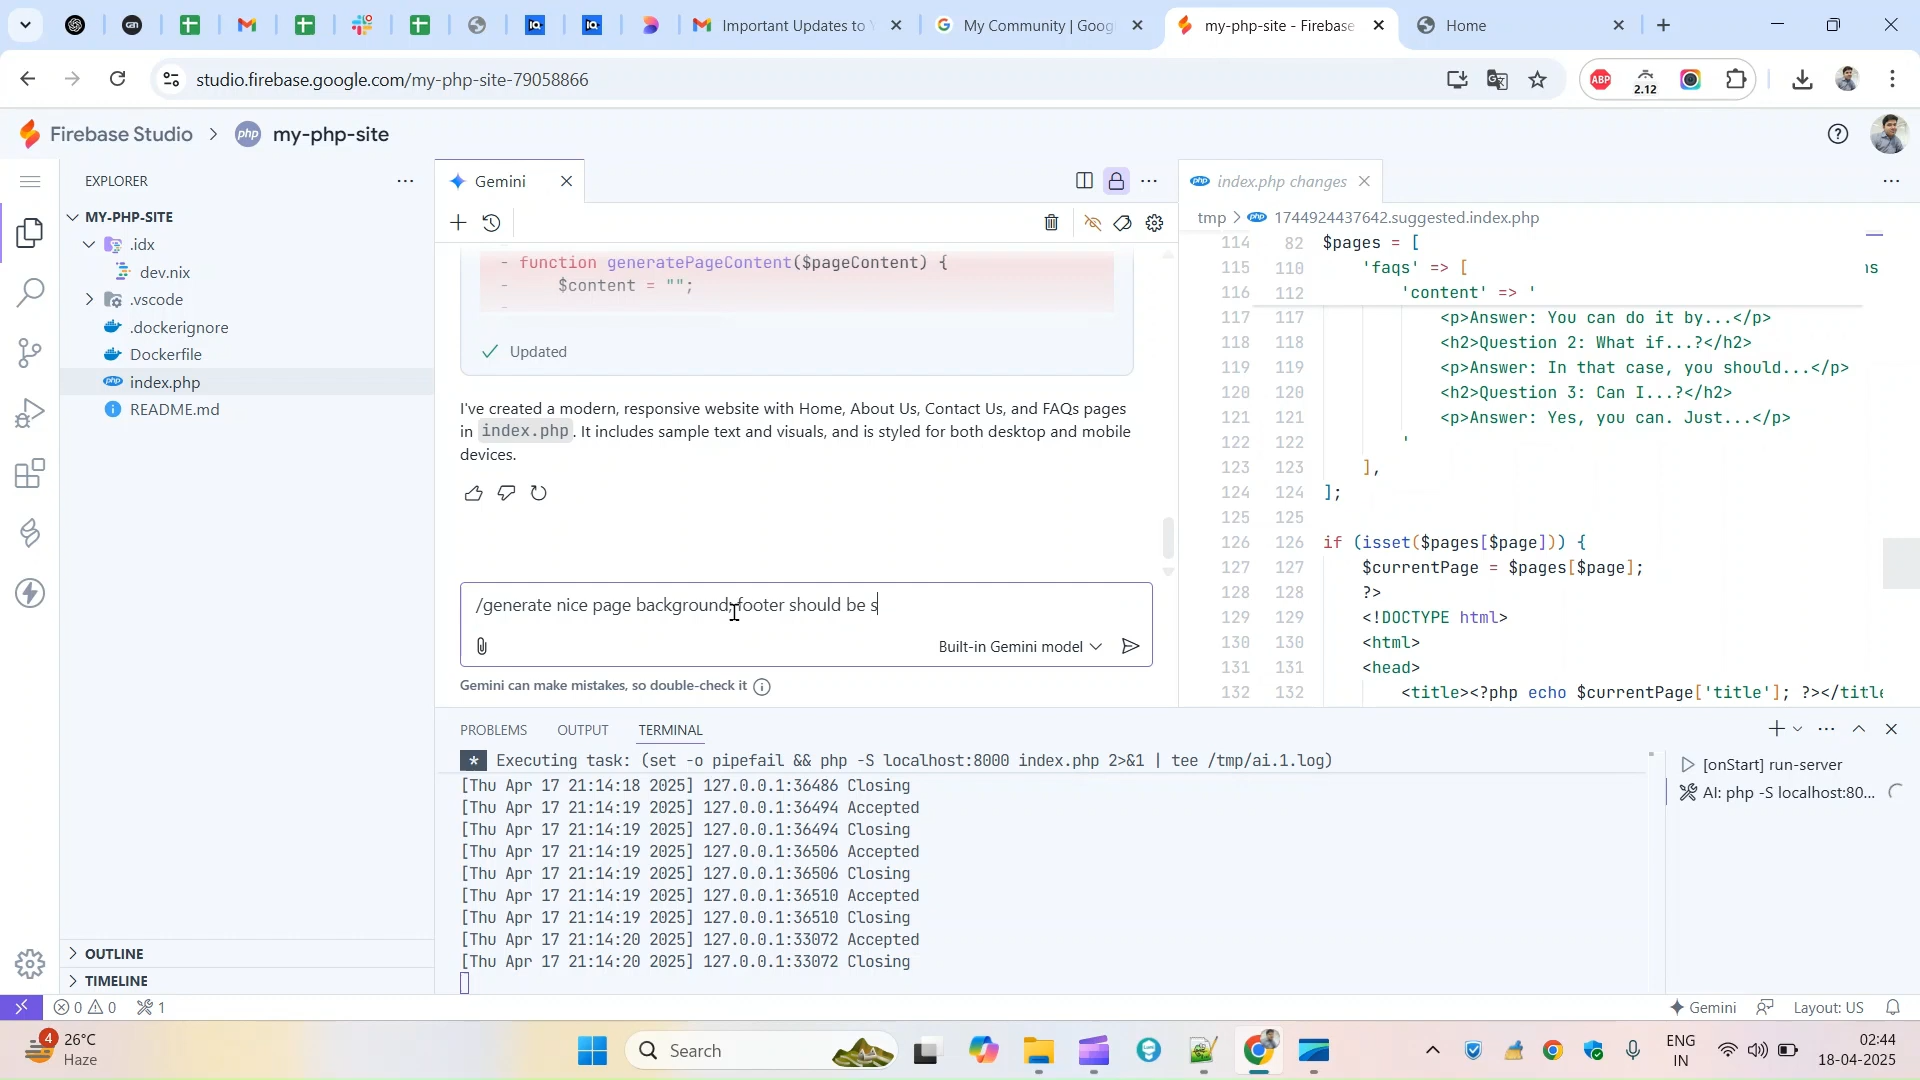 Important Updates to Y
My Community | Goog
my-php-site - Firebase
Home
studio.firebase.google.com/my-php-site-79058866
ABP
2.12
Firebase Studio > php my-php-site
EXPLORER
MY-PHP-SITE
.idx
dev.nix
.vscode
.dockerignore
Dockerfile
index.php
README.md
OUTLINE
TIMELINE
Gemini
- function generatePageContent($pageContent) {
- $content = "";
-
Updated
I've created a modern, responsive website with Home, About Us, Contact Us, and FAQs pages
in index.php. It includes sample text and visuals, and is styled for both desktop and mobile
devices.
/generate nice page background, footer should be s
Built-in Gemini model
Gemini can make mistakes, so double-check it
index.php changes
tmp > 1744924437642.suggested.index.php
114 82 $pages = [
115 110 'faqs' => [
116 112 'content' => '
117 117 <p>Answer: You can do it by...</p>
118 118 <h2>Question 2: What if...?</h2>
119 119 <p>Answer: In that case, you should...</p>
120 120 <h2>Question 3: Can I...?</h2>
121 121 <p>Answer: Yes, you can. Just...</p>
122 122 '
123 123 ],
124 124 ];
125 125
126 126 if (isset($pages[$page])) {
127 127 $currentPage = $pages[$page];
128 128 ?>
129 129 <!DOCTYPE html>
130 130 <html>
131 131 <head>
132 132 <title><?php echo $currentPage['title']; ?></title
PROBLEMS OUTPUT TERMINAL
* Executing task: (set -o pipefail && php -S localhost:8000 index.php 2>&1 | tee /tmp/ai.1.log)
[Thu Apr 17 21:14:18 2025] 127.0.0.1:36486 Closing
[Thu Apr 17 21:14:19 2025] 127.0.0.1:36494 Accepted
[Thu Apr 17 21:14:19 2025] 127.0.0.1:36494 Closing
[Thu Apr 17 21:14:19 2025] 127.0.0.1:36506 Accepted
[Thu Apr 17 21:14:19 2025] 127.0.0.1:36506 Closing
[Thu Apr 17 21:14:19 2025] 127.0.0.1:36510 Accepted
[Thu Apr 17 21:14:19 2025] 127.0.0.1:36510 Closing
[Thu Apr 17 21:14:20 2025] 127.0.0.1:33072 Accepted
[Thu Apr 17 21:14:20 2025] 127.0.0.1:33072 Closing
[onStart] run-server
AI: php -S localhost:80...
0 0 1
Gemini
Layout: US
4
26°C
Haze
Search
ENG
IN
02:44
18-04-2025